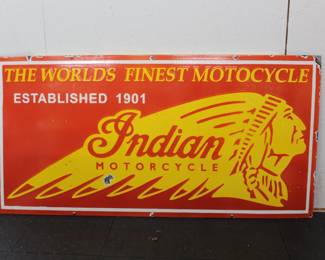 THE WORLDS FINEST MOTOCYCLE
ESTABLISHED 1901
Indian
MOTORCYCLE